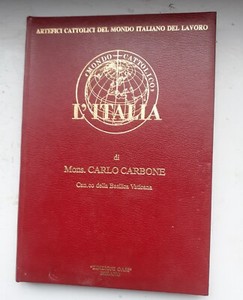 ARTEFICI CATTOLICI DEL MONDO ITALIANO DEL LAVORO
MONDO CATTOLICO
L'ITALIA
di
Mons. CARLO CARBONE
Can.co della Basilica Vaticana